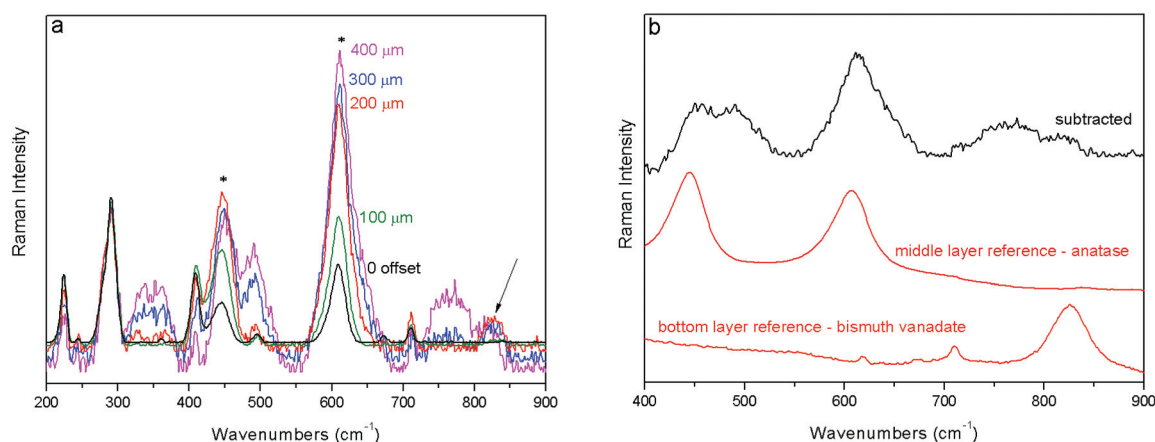 a
*
400 μm
300 μm
200 μm
*
100 μm
0 offset
Raman Intensity
200 300 400 500 600 700 800 900
Wavenumbers (cm⁻¹)
b
subtracted
middle layer reference - anatase
bottom layer reference - bismuth vanadate
Raman Intensity
400 500 600 700 800 900
Wavenumbers (cm⁻¹)